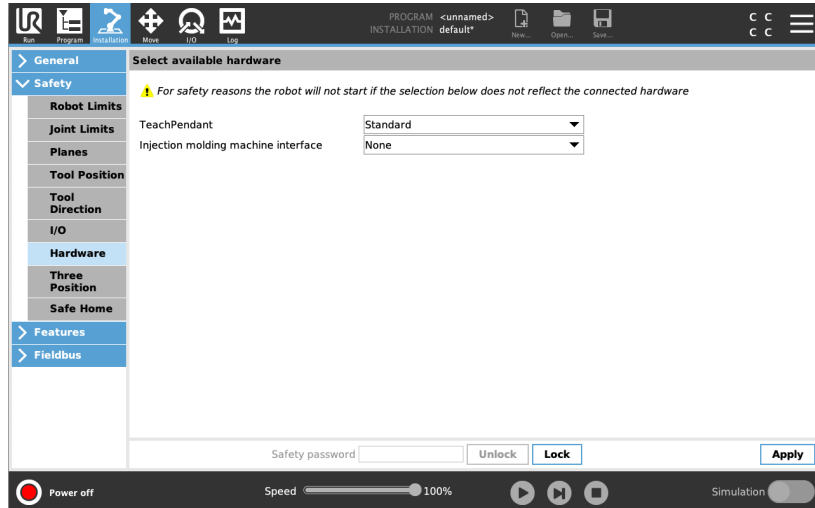 UR
PROGRAM <unnamed>
INSTALLATION default*
Run Program Installation Move I/O Log New... Open... Save...
C C
C C
General
Select available hardware
Safety
For safety reasons the robot will not start if the selection below does not reflect the connected hardware
Robot Limits
TeachPendant Standard
Joint Limits
Injection molding machine interface None
Planes
Tool Position
Tool
Direction
I/O
Hardware
Three
Position
Safe Home
Features
Fieldbus
Safety password Unlock Lock Apply
Power off Speed 100% Simulation